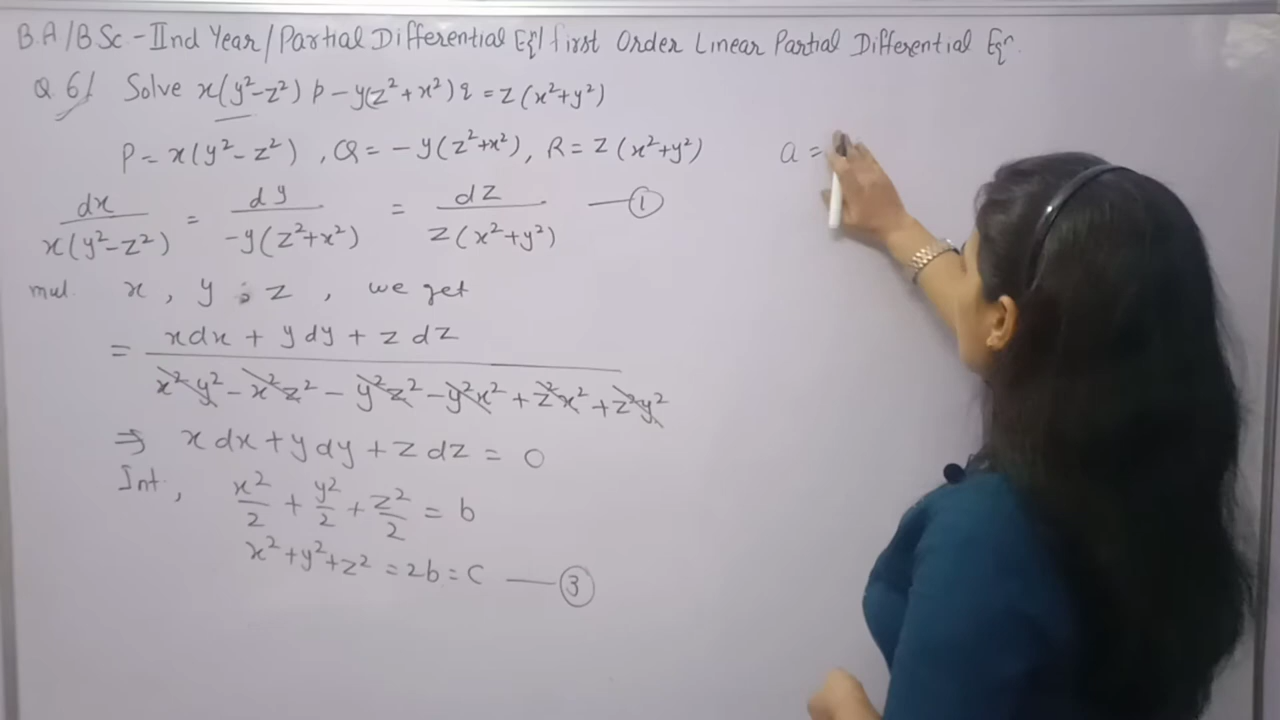 B.A/B.Sc.-IInd Year/Partial Differential Eqⁿ/first Order Linear Partial Differential Eqⁿ.
Q.6/ Solve x(y²-z²) p - y(z²+x²) q = z(x²+y²)
P = x(y²-z²), Q = -y(z²+x²), R = z(x²+y²)
a =
dx/x(y²-z²) = dy/-y(z²+x²) = dz/z(x²+y²) —①
mul. x, y, z, we get
= xdx + ydy + zdz / x²y² - x²z² - y²z² - y²x² + z²x² + z²y²
⇒ xdx + ydy + zdz = 0
Int, x²/2 + y²/2 + z²/2 = b
x²+y²+z² = 2b = c —③